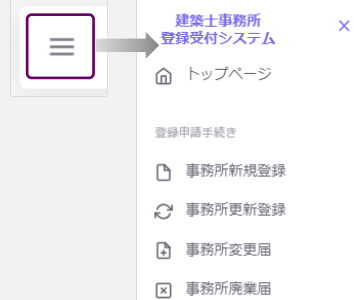 建築士事務所
登録受付システム
トップページ
登録申請手続き
事務所新規登録
事務所更新登録
事務所変更届
事務所廃業届